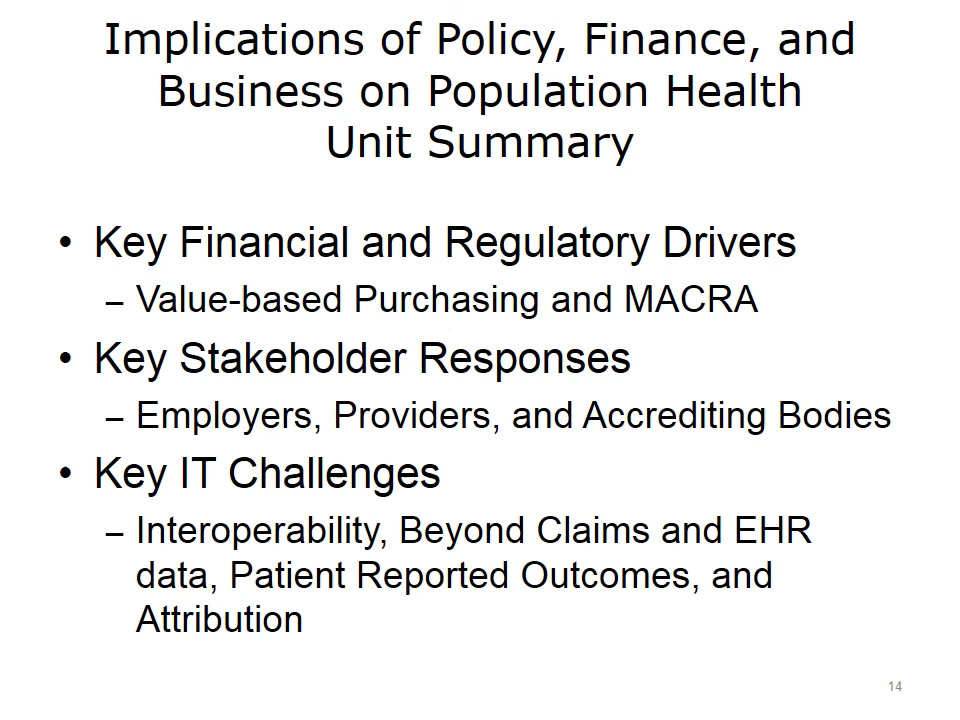 Implications of Policy, Finance, and
Business on Population Health
Unit Summary
• Key Financial and Regulatory Drivers
– Value-based Purchasing and MACRA
• Key Stakeholder Responses
– Employers, Providers, and Accrediting Bodies
• Key IT Challenges
– Interoperability, Beyond Claims and EHR
data, Patient Reported Outcomes, and
Attribution
14